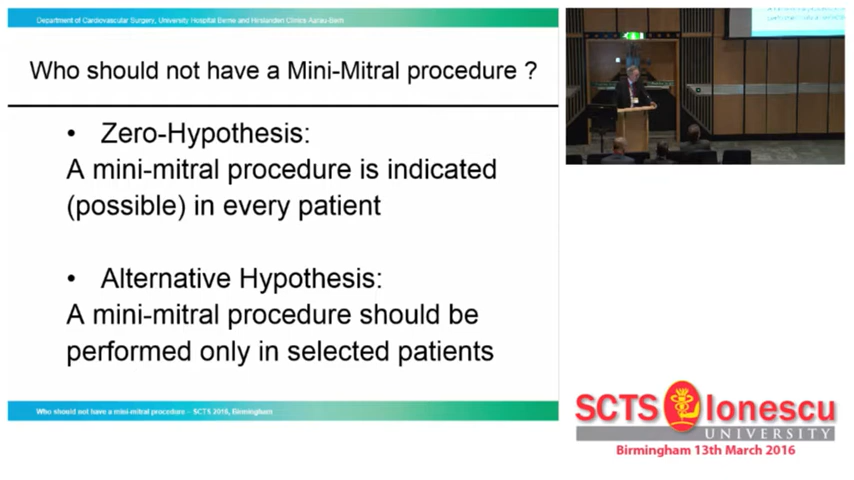 Department of Cardiovascular Surgery, University Hospital Berne and Hirslanden Clinics Aarau-Bern
Who should not have a Mini-Mitral procedure ?
• Zero-Hypothesis:
A mini-mitral procedure is indicated
(possible) in every patient
• Alternative Hypothesis:
A mini-mitral procedure should be
performed only in selected patients
Who should not have a mini-mitral procedure – SCTS 2016, Birmingham
SCTS Ionescu
UNIVERSITY
Birmingham 13th March 2016